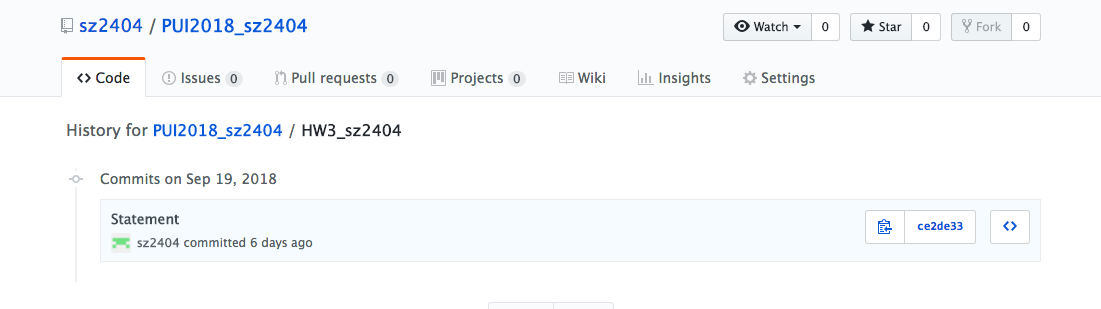 sz2404 / PUI2018_sz2404 Watch 0 Star 0 Fork 0
Code Issues 0 Pull requests 0 Projects 0 Wiki Insights Settings
History for PUI2018_sz2404 / HW3_sz2404
Commits on Sep 19, 2018
Statement
sz2404 committed 6 days ago
ce2de33